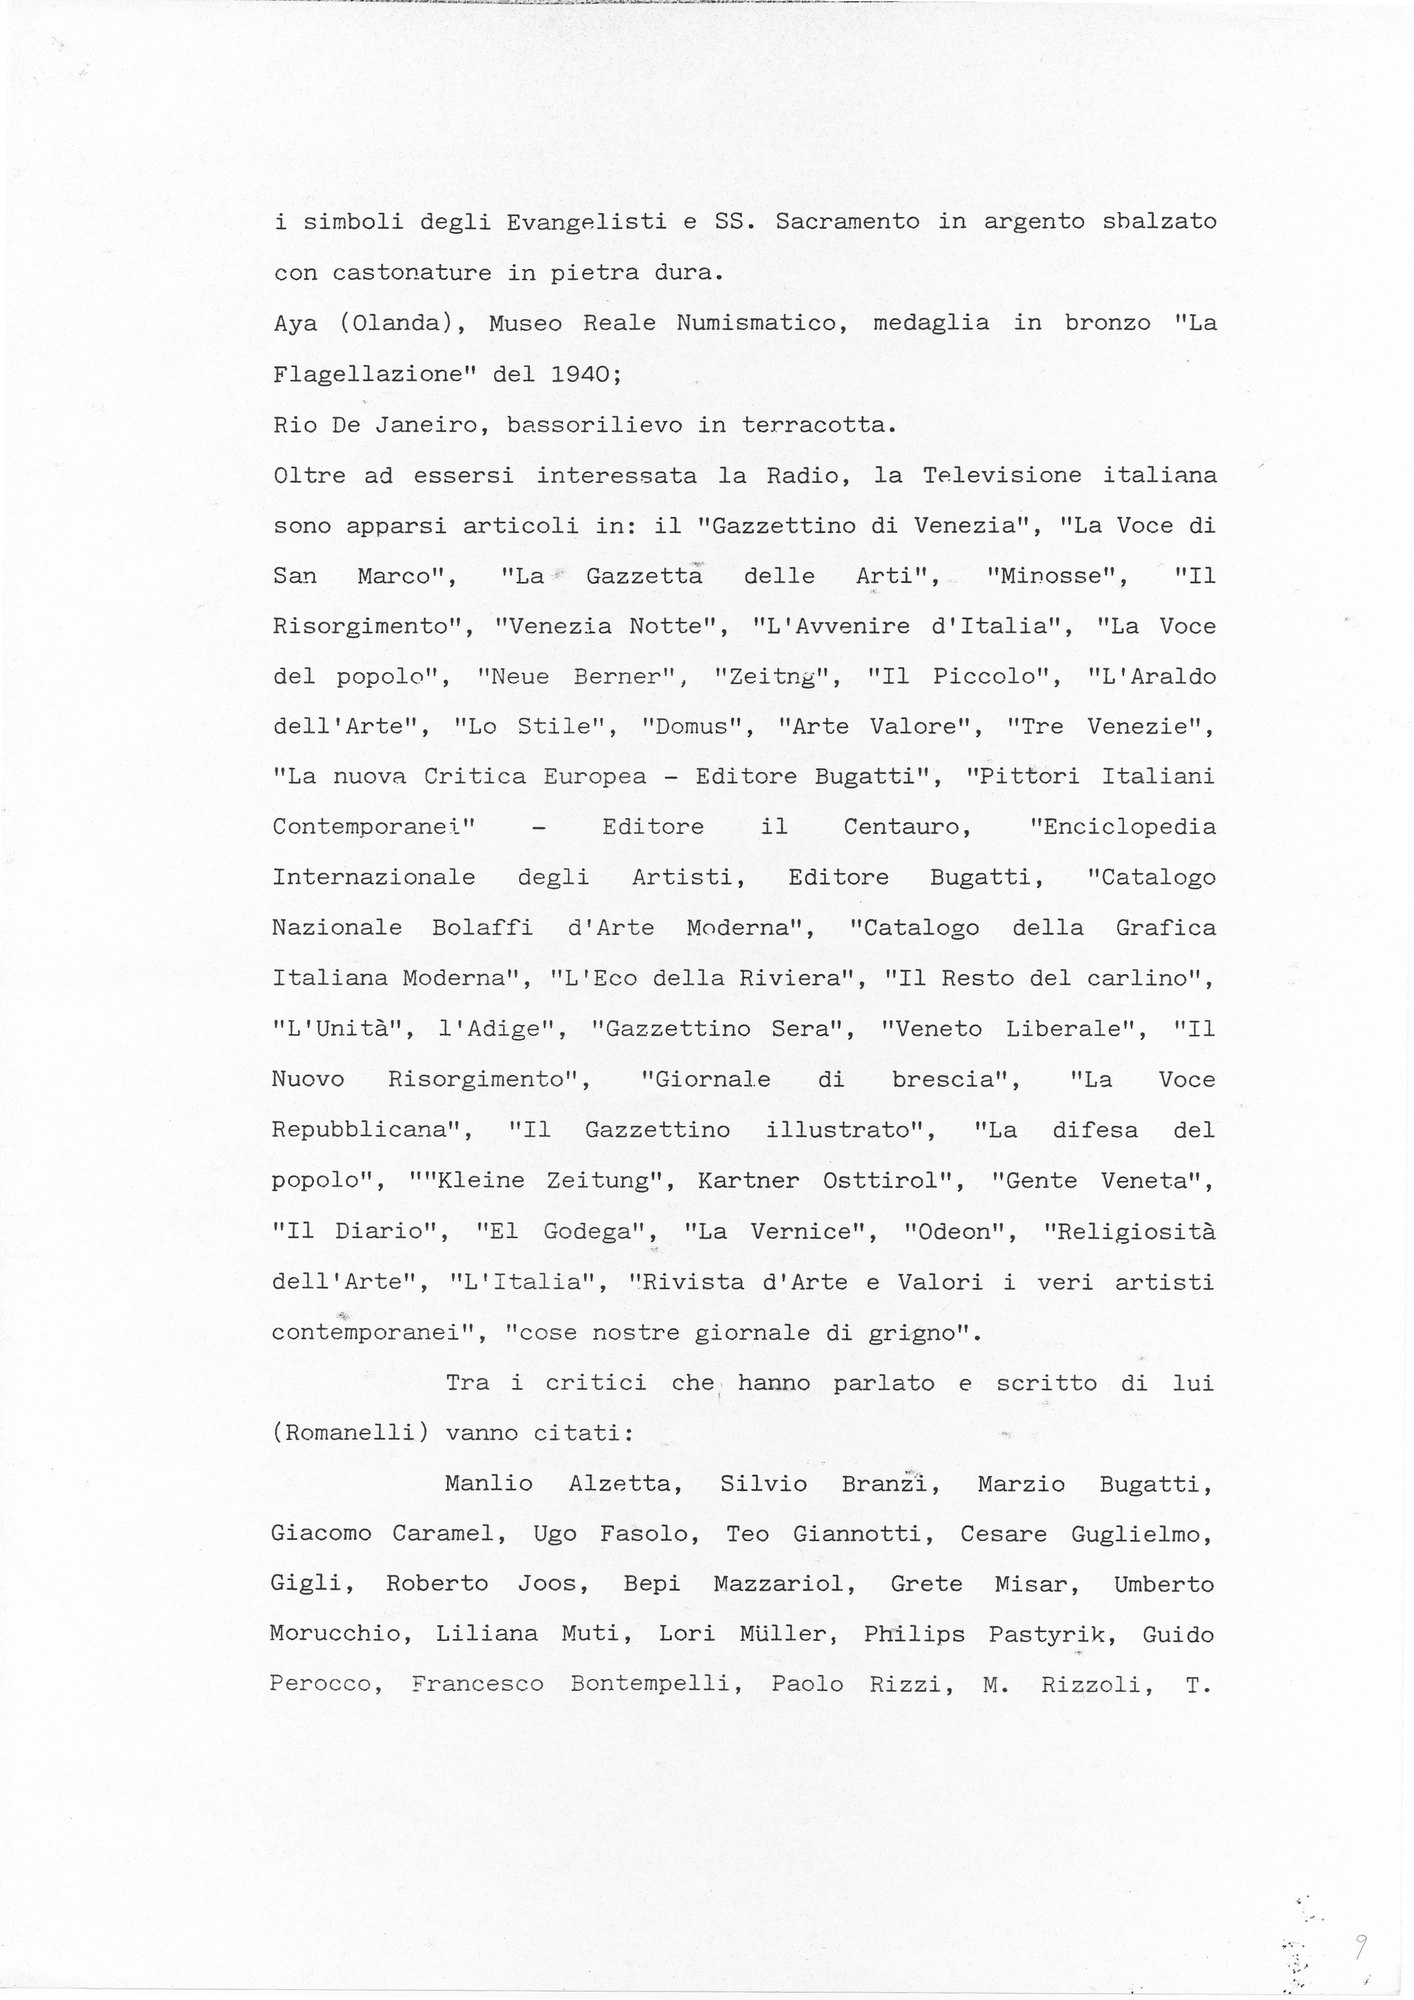 i simboli degli Evangelisti e SS. Sacramento in argento sbalzato
con castonature in pietra dura.
Aya (Olanda), Museo Reale Numismatico, medaglia in bronzo "La
Flagellazione" del 1940;
Rio De Janeiro, bassorilievo in terracotta.
Oltre ad essersi interessata la Radio, la Televisione italiana
sono apparsi articoli in: il "Gazzettino di Venezia", "La Voce di
San Marco", "La Gazzetta delle Arti", "Minosse", "Il
Risorgimento", "Venezia Notte", "L'Avvenire d'Italia", "La Voce
del popolo", "Neue Berner", "Zeitng", "Il Piccolo", "L'Araldo
dell'Arte", "Lo Stile", "Domus", "Arte Valore", "Tre Venezie",
"La nuova Critica Europea - Editore Bugatti", "Pittori Italiani
Contemporanei" - Editore il Centauro, "Enciclopedia
Internazionale degli Artisti, Editore Bugatti, "Catalogo
Nazionale Bolaffi d'Arte Moderna", "Catalogo della Grafica
Italiana Moderna", "L'Eco della Riviera", "Il Resto del carlino",
"L'Unità", l'Adige", "Gazzettino Sera", "Veneto Liberale", "Il
Nuovo Risorgimento", "Giornale di brescia", "La Voce
Repubblicana", "Il Gazzettino illustrato", "La difesa del
popolo", ""Kleine Zeitung", Kartner Osttirol", "Gente Veneta",
"Il Diario", "El Godega", "La Vernice", "Odeon", "Religiosità
dell'Arte", "L'Italia", "Rivista d'Arte e Valori i veri artisti
contemporanei", "cose nostre giornale di grigno".
Tra i critici che hanno parlato e scritto di lui
(Romanelli) vanno citati:
Manlio Alzetta, Silvio Branzi, Marzio Bugatti,
Giacomo Caramel, Ugo Fasolo, Teo Giannotti, Cesare Guglielmo,
Gigli, Roberto Joos, Bepi Mazzariol, Grete Misar, Umberto
Morucchio, Liliana Muti, Lori Müller, Philips Pastyrik, Guido
Perocco, Francesco Bontempelli, Paolo Rizzi, M. Rizzoli, T.
9